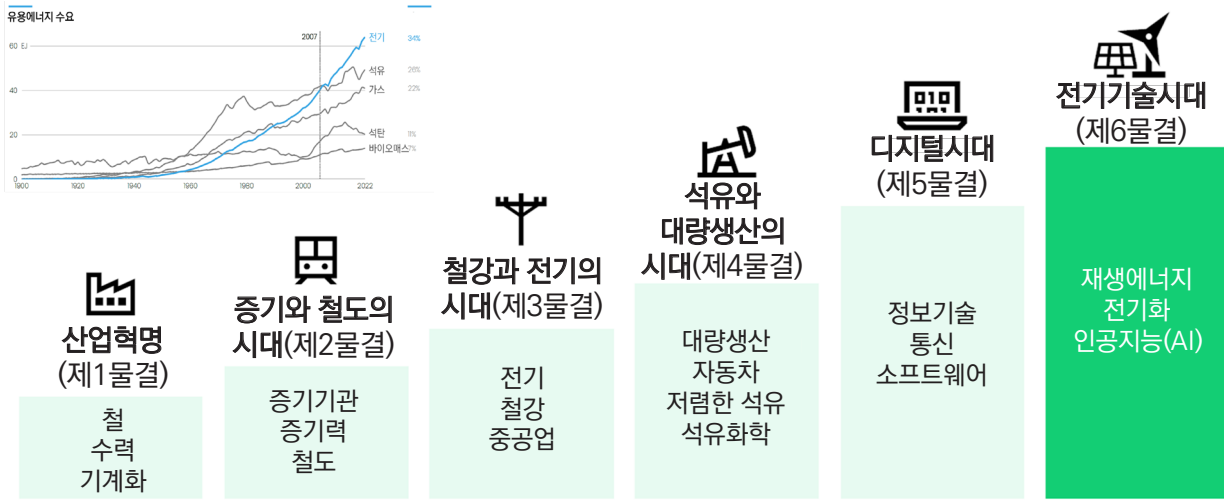 유용에너지 수요
2007
60 EJ
40
20
0
전기 34%
석유 26%
가스 22%
석탄 11%
바이오매스 7%
1900 1920 1940 1960 1980 2000 2022
산업혁명
(제1물결)
철
수력
기계화
증기와 철도의
시대(제2물결)
증기기관
증기력
철도
철강과 전기의
시대(제3물결)
전기
철강
중공업
석유와
대량생산의
시대(제4물결)
대량생산
자동차
저렴한 석유
석유화학
010
디지털시대
(제5물결)
정보기술
통신
소프트웨어
전기기술시대
(제6물결)
재생에너지
전기화
인공지능(AI)